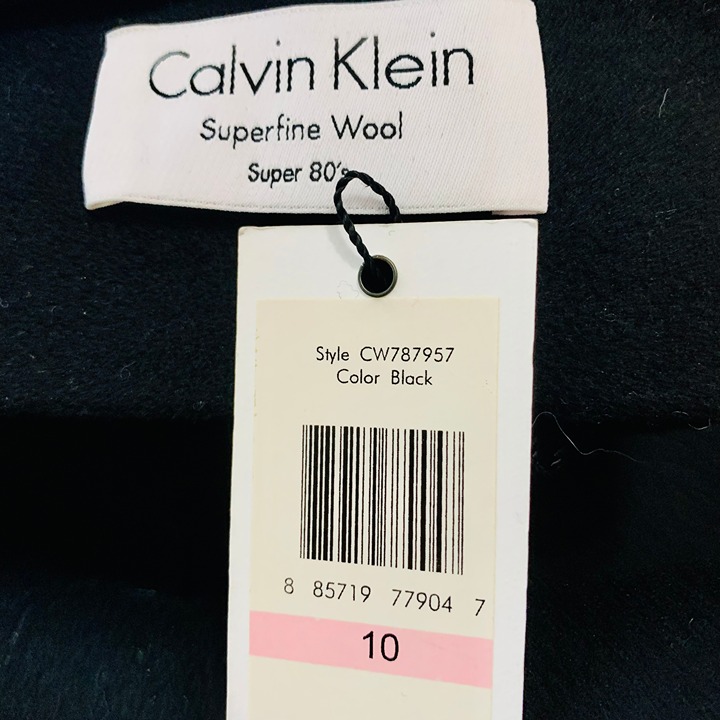 Calvin Klein
Superfine Wool
Super 80's
Style CW787957
Color Black
8 85719 77904 7
10